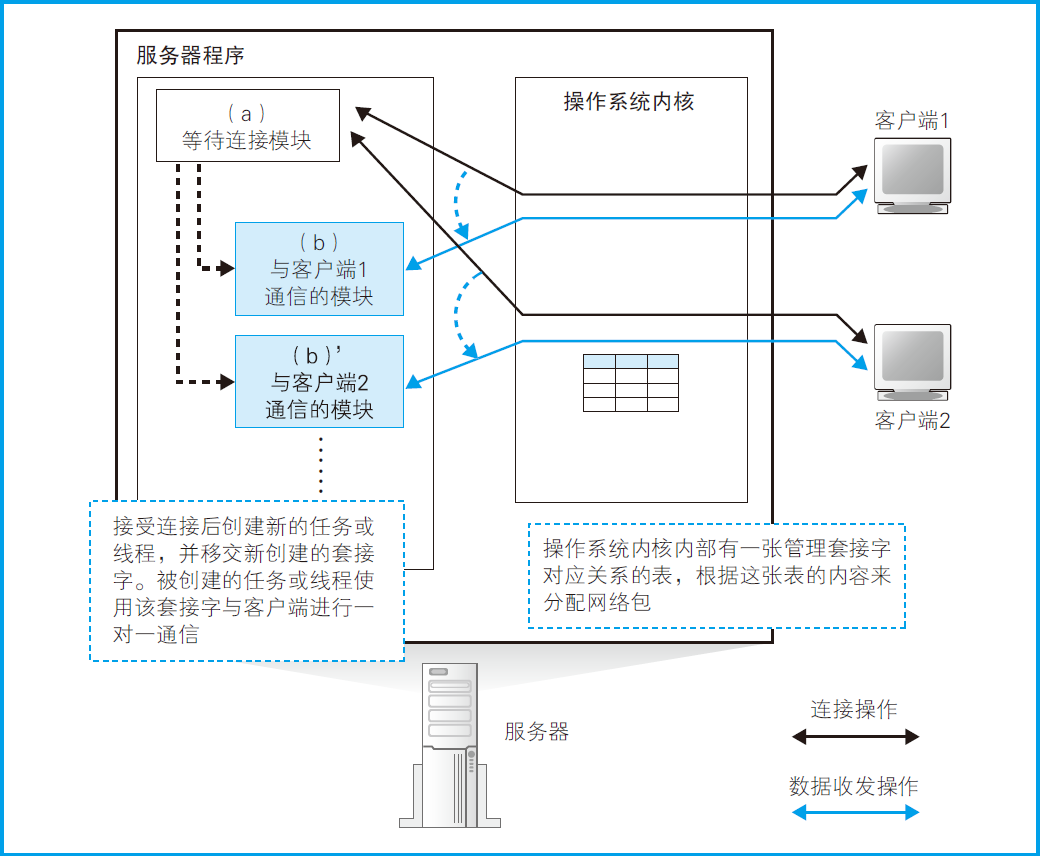 服务器程序
(a)
等待连接模块
操作系统内核
客户端1
(b)
与客户端1
通信的模块
(b)’
与客户端2
通信的模块
客户端2
接受连接后创建新的任务或
线程，并移交新创建的套接
字。被创建的任务或线程使
用该套接字与客户端进行一
对一通信
操作系统内核内部有一张管理套接字
对应关系的表，根据这张表的内容来
分配网络包
服务器
连接操作
数据收发操作